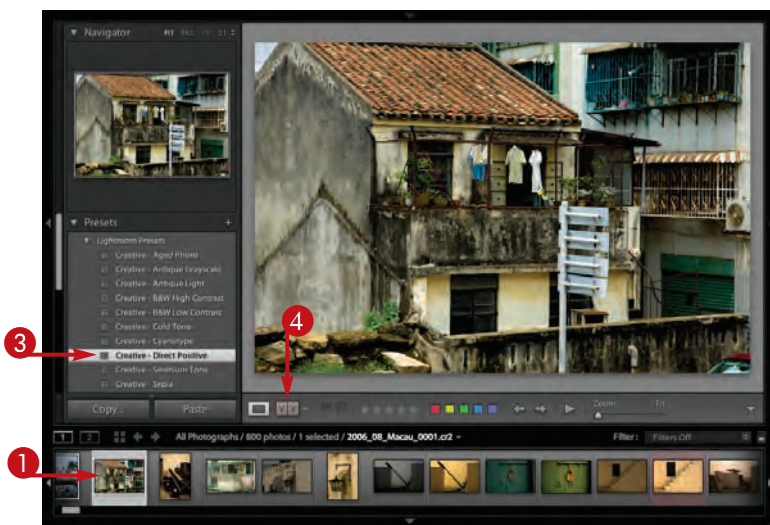 Navigator FIT FILL 1:1
Presets +
Lightroom Presets
Creative - Aged Photo
Creative - Antique Grayscale
Creative - Antique Light
Creative - B&W High Contrast
Creative - B&W Low Contrast
Creative - Cold Tone
Creative - Cyanotype
Creative - Direct Positive
Creative - Selenium Tone
Creative - Sepia
3
4
Copy... Paste
Y Y
Zoom Fit
1 2 All Photographs / 800 photos / 1 selected / 2006_08_Macau_0001.cr2
Filter : Filters Off
1